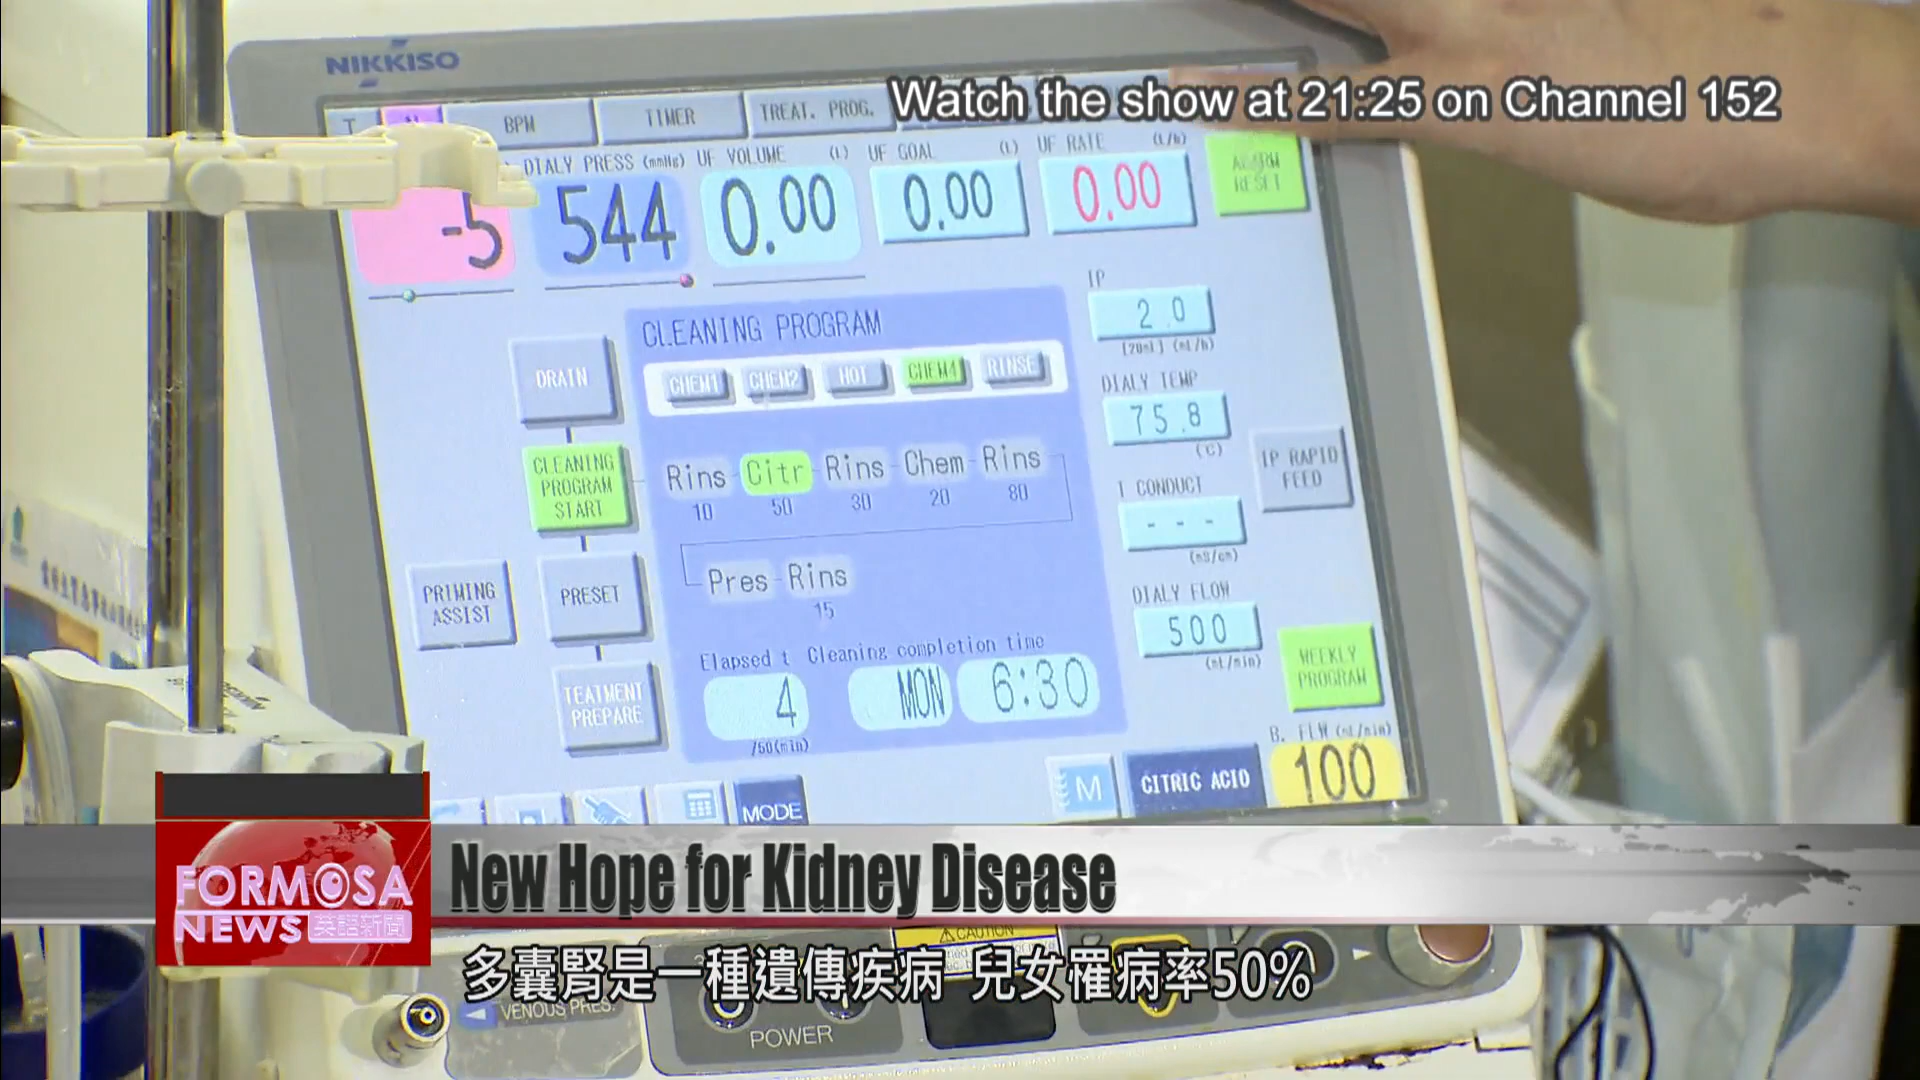 NIKKISO
Watch the show at 21:25 on Channel 152
BPM TIMER TREAT. PROG.
DIALY PRESS (mmHg) UF VOLUME (L) UF GOAL (L) UF RATE (L/h)
-5 544 0.00 0.00 0.00
ALARM
RESET
CLEANING PROGRAM
CHEM1 CHEM2 HOT CHEM4 RINSE
Rins Citr Rins Chem Rins
10 50 30 20 80
Pres Rins
15
Elapsed t Cleaning completion time
4 MON 6:30
/50(min)
DRAIN
CLEANING
PROGRAM
START
PRIMING
ASSIST
PRESET
TEATMENT
PREPARE
IP
2.0
[20mL] (mL/h)
DIALY TEMP
75.8
(C)
IP RAPID
FEED
T CONDUCT
- - -
(mS/cm)
DIALY FLOW
500
(mL/min)
WEEKLY
PROGRAM
B. FLW (mL/min)
100
MODE
M
CITRIC ACID
FORMOSA
NEWS 英語新聞
New Hope for Kidney Disease
CAUTION
多囊腎是一種遺傳疾病 兒女罹病率50%
VENOUS PRES.
POWER